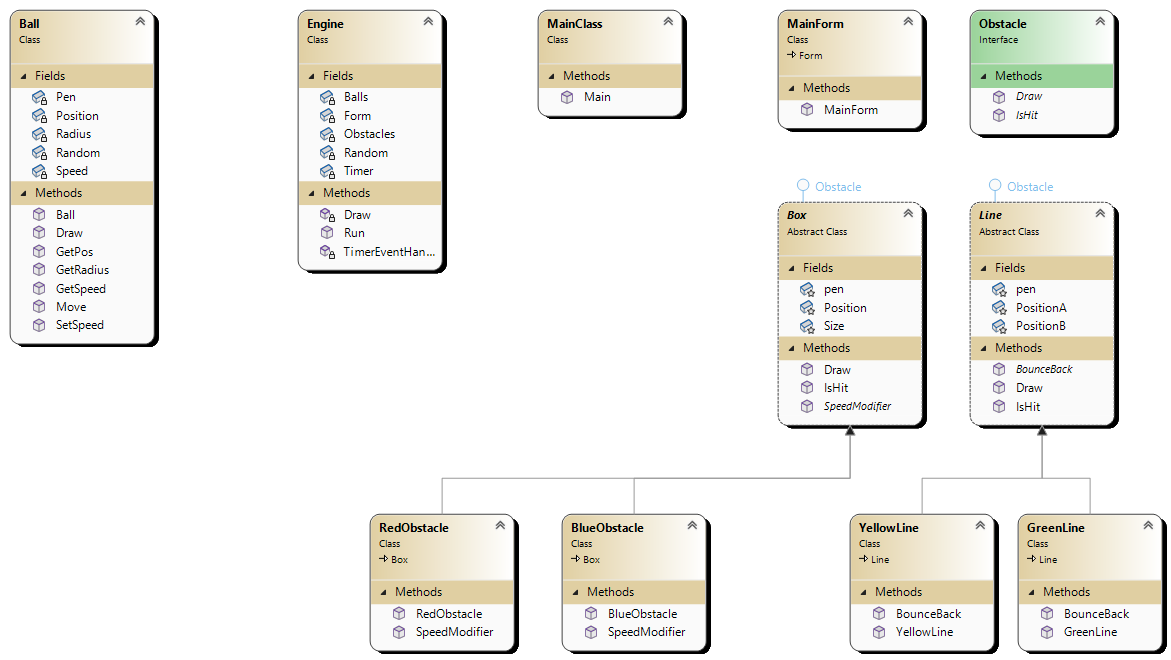 Ball
Class
Fields
Pen
Position
Radius
Random
Speed
Methods
Ball
Draw
GetPos
GetRadius
GetSpeed
Move
SetSpeed
Engine
Class
Fields
Balls
Form
Obstacles
Random
Timer
Methods
Draw
Run
TimerEventHan...
MainClass
Class
Methods
Main
MainForm
Class
Form
Methods
MainForm
Obstacle
Interface
Methods
Draw
IsHit
Obstacle
Box
Abstract Class
Fields
pen
Position
Size
Methods
Draw
IsHit
SpeedModifier
Obstacle
Line
Abstract Class
Fields
pen
PositionA
PositionB
Methods
BounceBack
Draw
IsHit
RedObstacle
Class
Box
Methods
RedObstacle
SpeedModifier
BlueObstacle
Class
Box
Methods
BlueObstacle
SpeedModifier
YellowLine
Class
Line
Methods
BounceBack
YellowLine
GreenLine
Class
Line
Methods
BounceBack
GreenLine